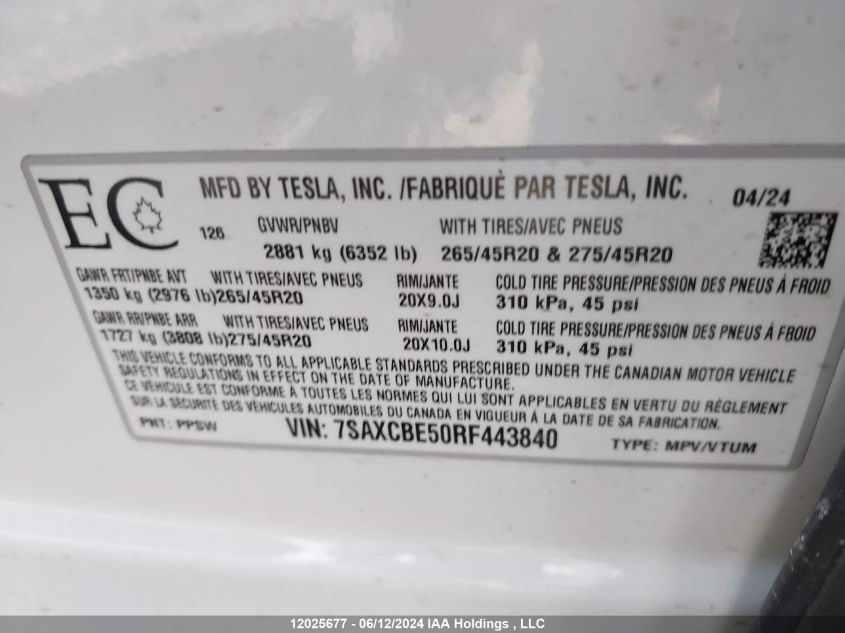 EC MFD BY TESLA, INC. /FABRIQUÈ PAR TESLA, INC. 04/24
126 GVWR/PNBV WITH TIRES/AVEC PNEUS
2881 kg (6352 lb) 265/45R20 & 275/45R20
GAWR FRT/PNBE AVT WITH TIRES/AVEC PNEUS RIM/JANTE COLD TIRE PRESSURE/PRESSION DES PNEUS À FROID
1350 kg (2976 lb)265/45R20 20X9.0J 310 kPa, 45 psi
GAWR RR/PNBE ARR WITH TIRES/AVEC PNEUS RIM/JANTE COLD TIRE PRESSURE/PRESSION DES PNEUS À FROID
1727 kg (3808 lb)275/45R20 20X10.0J 310 kPa, 45 psi
THIS VEHICLE CONFORMS TO ALL APPLICABLE STANDARDS PRESCRIBED UNDER THE CANADIAN MOTOR VEHICLE
SAFETY REGULATIONS IN EFFECT ON THE DATE OF MANUFACTURE.
CE VÉHICULE EST CONFORME À TOUTES LES NORMES QUI LUI SONT APPLICABLES EN VERTU DU RÈGLEMENT
SUR LA SÉCURITÉ DES VÉHICULES AUTOMOBILES DU CANADA EN VIGUEUR À LA DATE DE SA FABRICATION.
PNT: PPSW VIN: 7SAXCBE50RF443840 TYPE: MPV/VTUM
12025677 - 06/12/2024 IAA Holdings , LLC